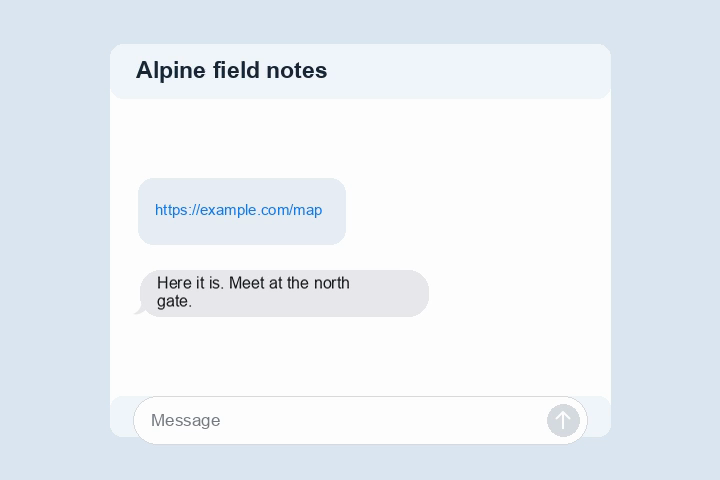 Alpine field notes
https://example.com/map
Here it is. Meet at the north
gate.
Message